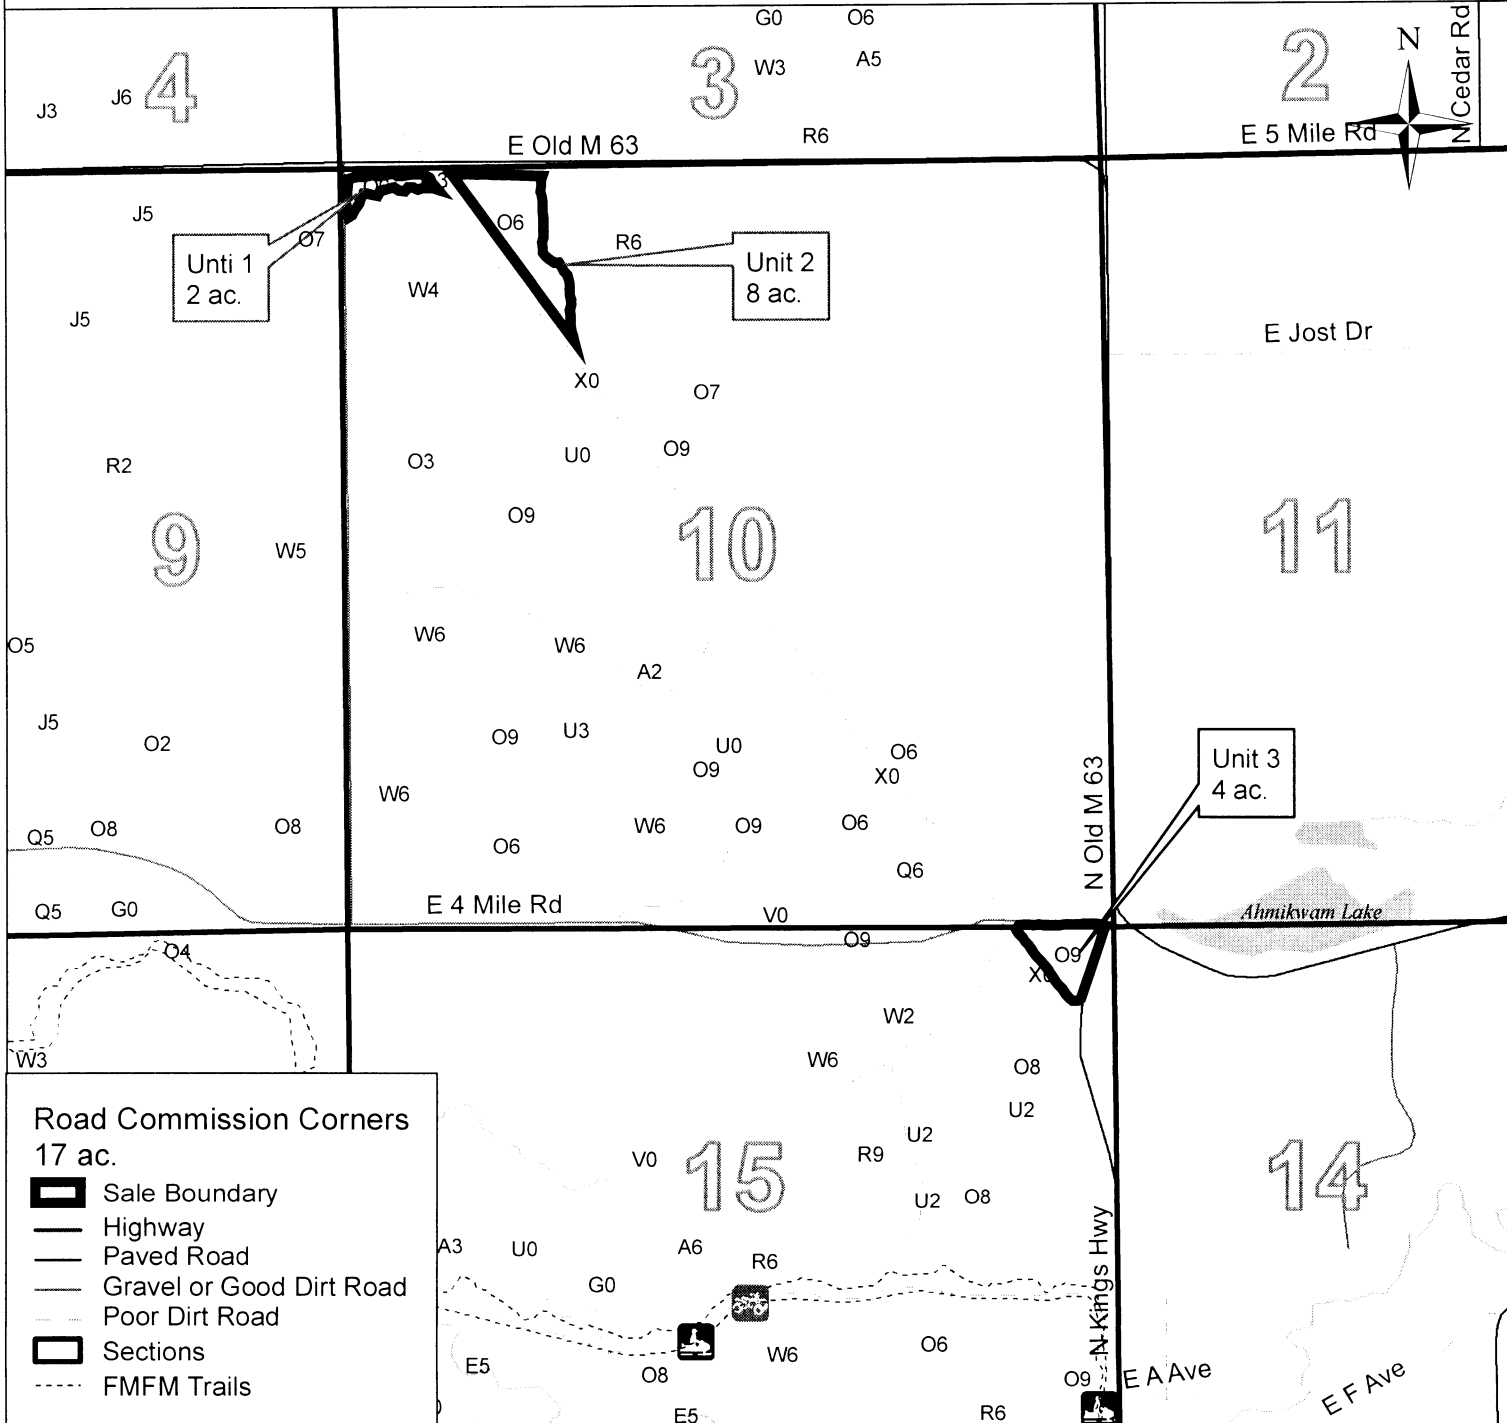 G0 O6
4 3 2 N N Cedar Rd
W3 A5
J3 J6
R6
E Old M 63 E 5 Mile Rd
3
J5 O6
O7 R6
Unti 1
2 ac.
Unit 2
8 ac.
W4
J5
E Jost Dr
X0
O7
R2 O3 U0 O9
O9
9 10 11
W5
O5 W6 W6
A2
J5
O2 O9 U3 U0 O6
O9 X0
Unit 3
4 ac.
N Old M 63
W6
Q5 O8 O8 W6 O9 O6
O6
Q6
Q5 G0 E 4 Mile Rd V0 Ahmikwam Lake
O4 O9 O9
W2
W3 W6 O8
U2
U2
V0 15 R9 14
U2 O8
A3 U0 A6
R6
G0
N Kings Hwy
O6
E5 W6
O8 O9 E A Ave E F Ave
E5 R6
Road Commission Corners
17 ac.
Sale Boundary
Highway
Paved Road
Gravel or Good Dirt Road
Poor Dirt Road
Sections
FMFM Trails